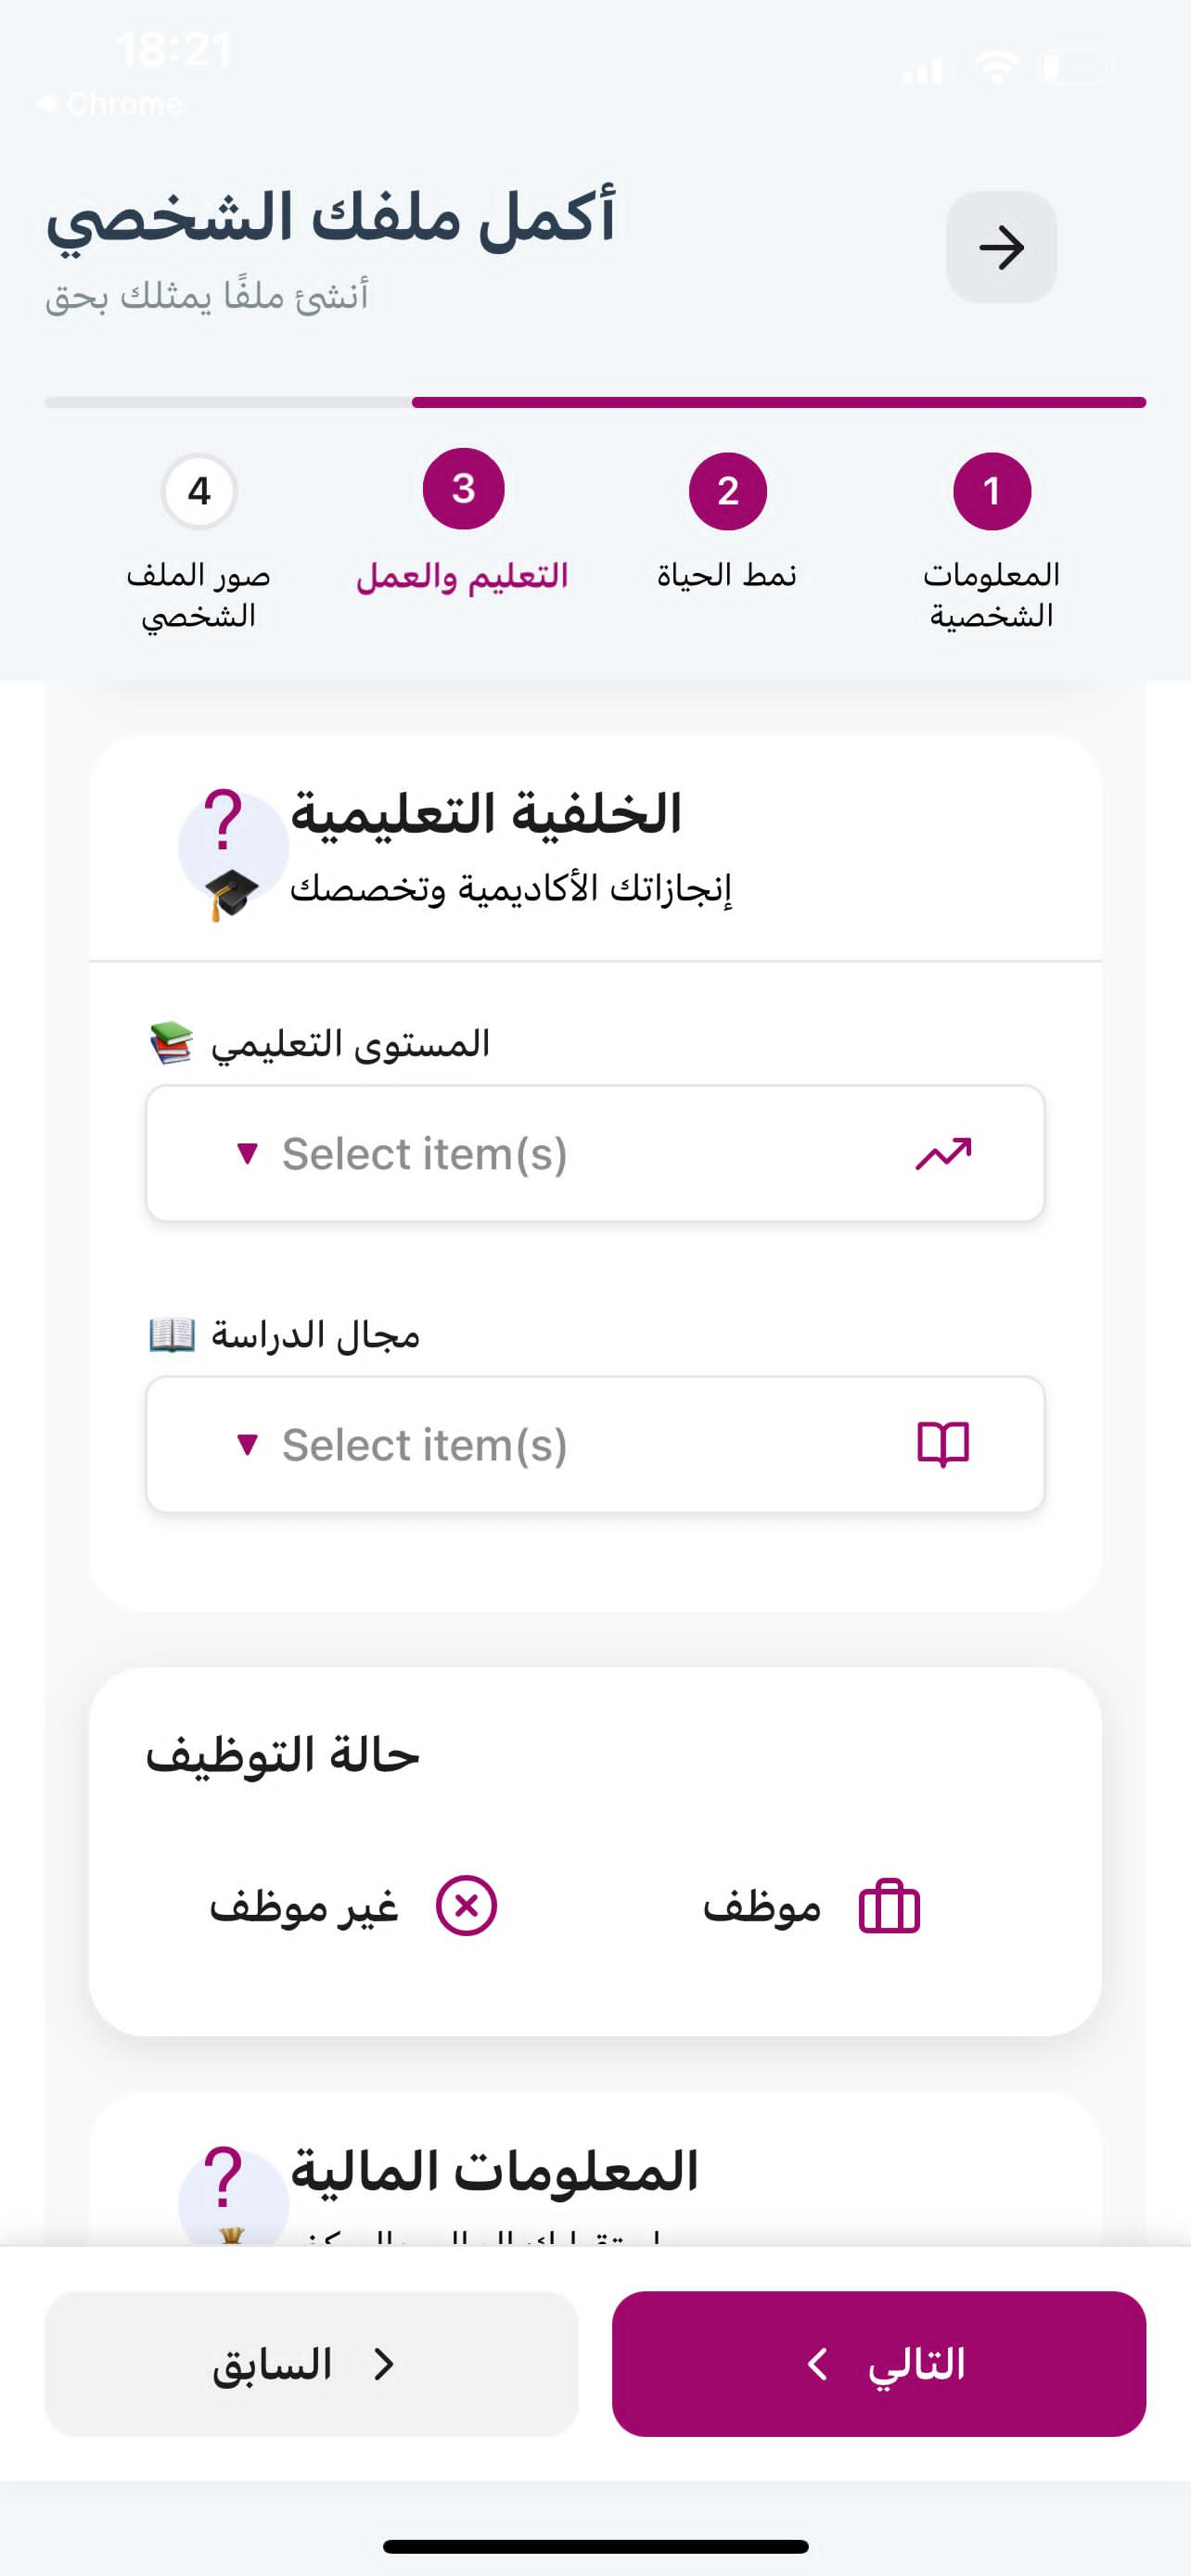 18:21
Chrome
أكمل ملفك الشخصي
أنشئ ملفًا يمثلك بحق
1
2
3
4
المعلومات الشخصية
نمط الحياة
التعليم والعمل
صور الملف الشخصي
?
الخلفية التعليمية
إنجازاتك الأكاديمية وتخصصك
المستوى التعليمي
Select item(s)
مجال الدراسة
Select item(s)
حالة التوظيف
موظف
غير موظف
?
المعلومات المالية
التالي
السابق